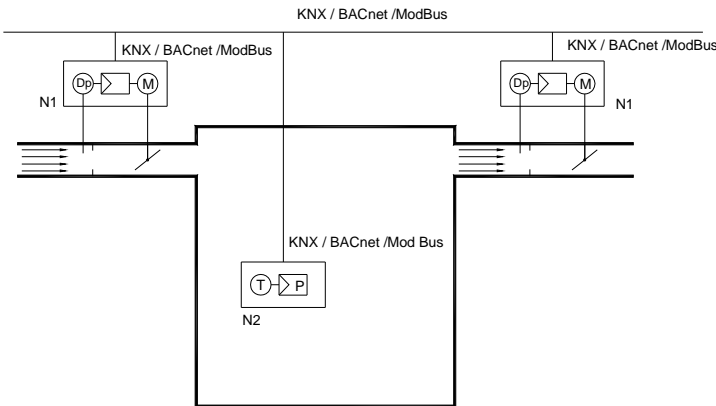 KNX / BACnet /ModBus
KNX / BACnet /ModBus
KNX / BACnet /ModBus
Dp
M
Dp
M
N1
N1
KNX / BACnet /Mod Bus
T
P
N2